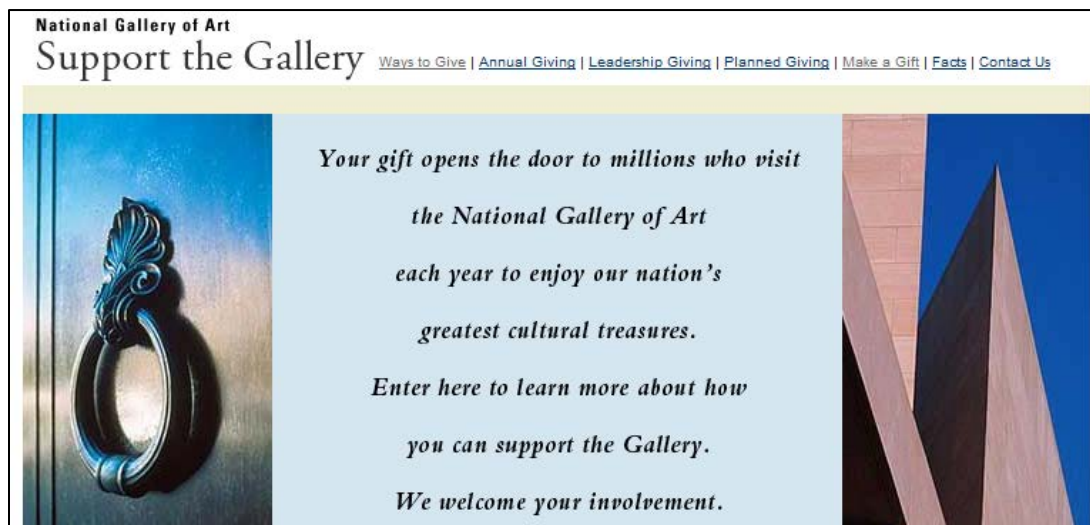 National Gallery of Art
Support the Gallery Ways to Give | Annual Giving | Leadership Giving | Planned Giving | Make a Gift | Facts | Contact Us
Your gift opens the door to millions who visit
the National Gallery of Art
each year to enjoy our nation's
greatest cultural treasures.
Enter here to learn more about how
you can support the Gallery.
We welcome your involvement.